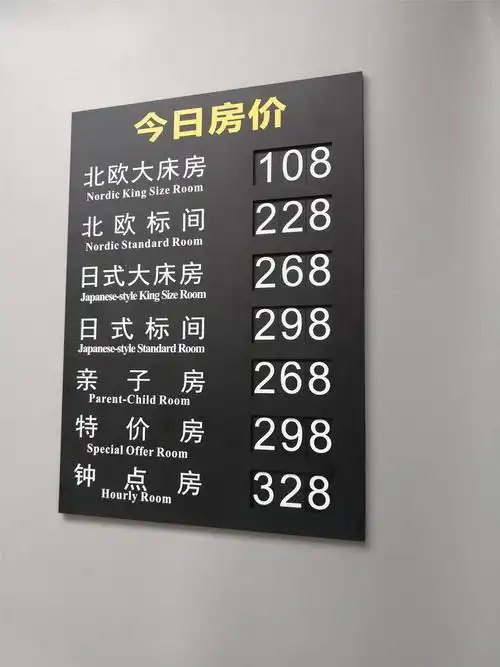 今日房价
北欧大床房 108
Nordic King Size Room
北欧标间 228
Nordic Standard Room
日式大床房 268
Japanese-style King Size Room
日式标间 298
Japanese-style Standard Room
亲子房 268
Parent-Child Room
特价房 298
Special Offer Room
钟点房 328
Hourly Room